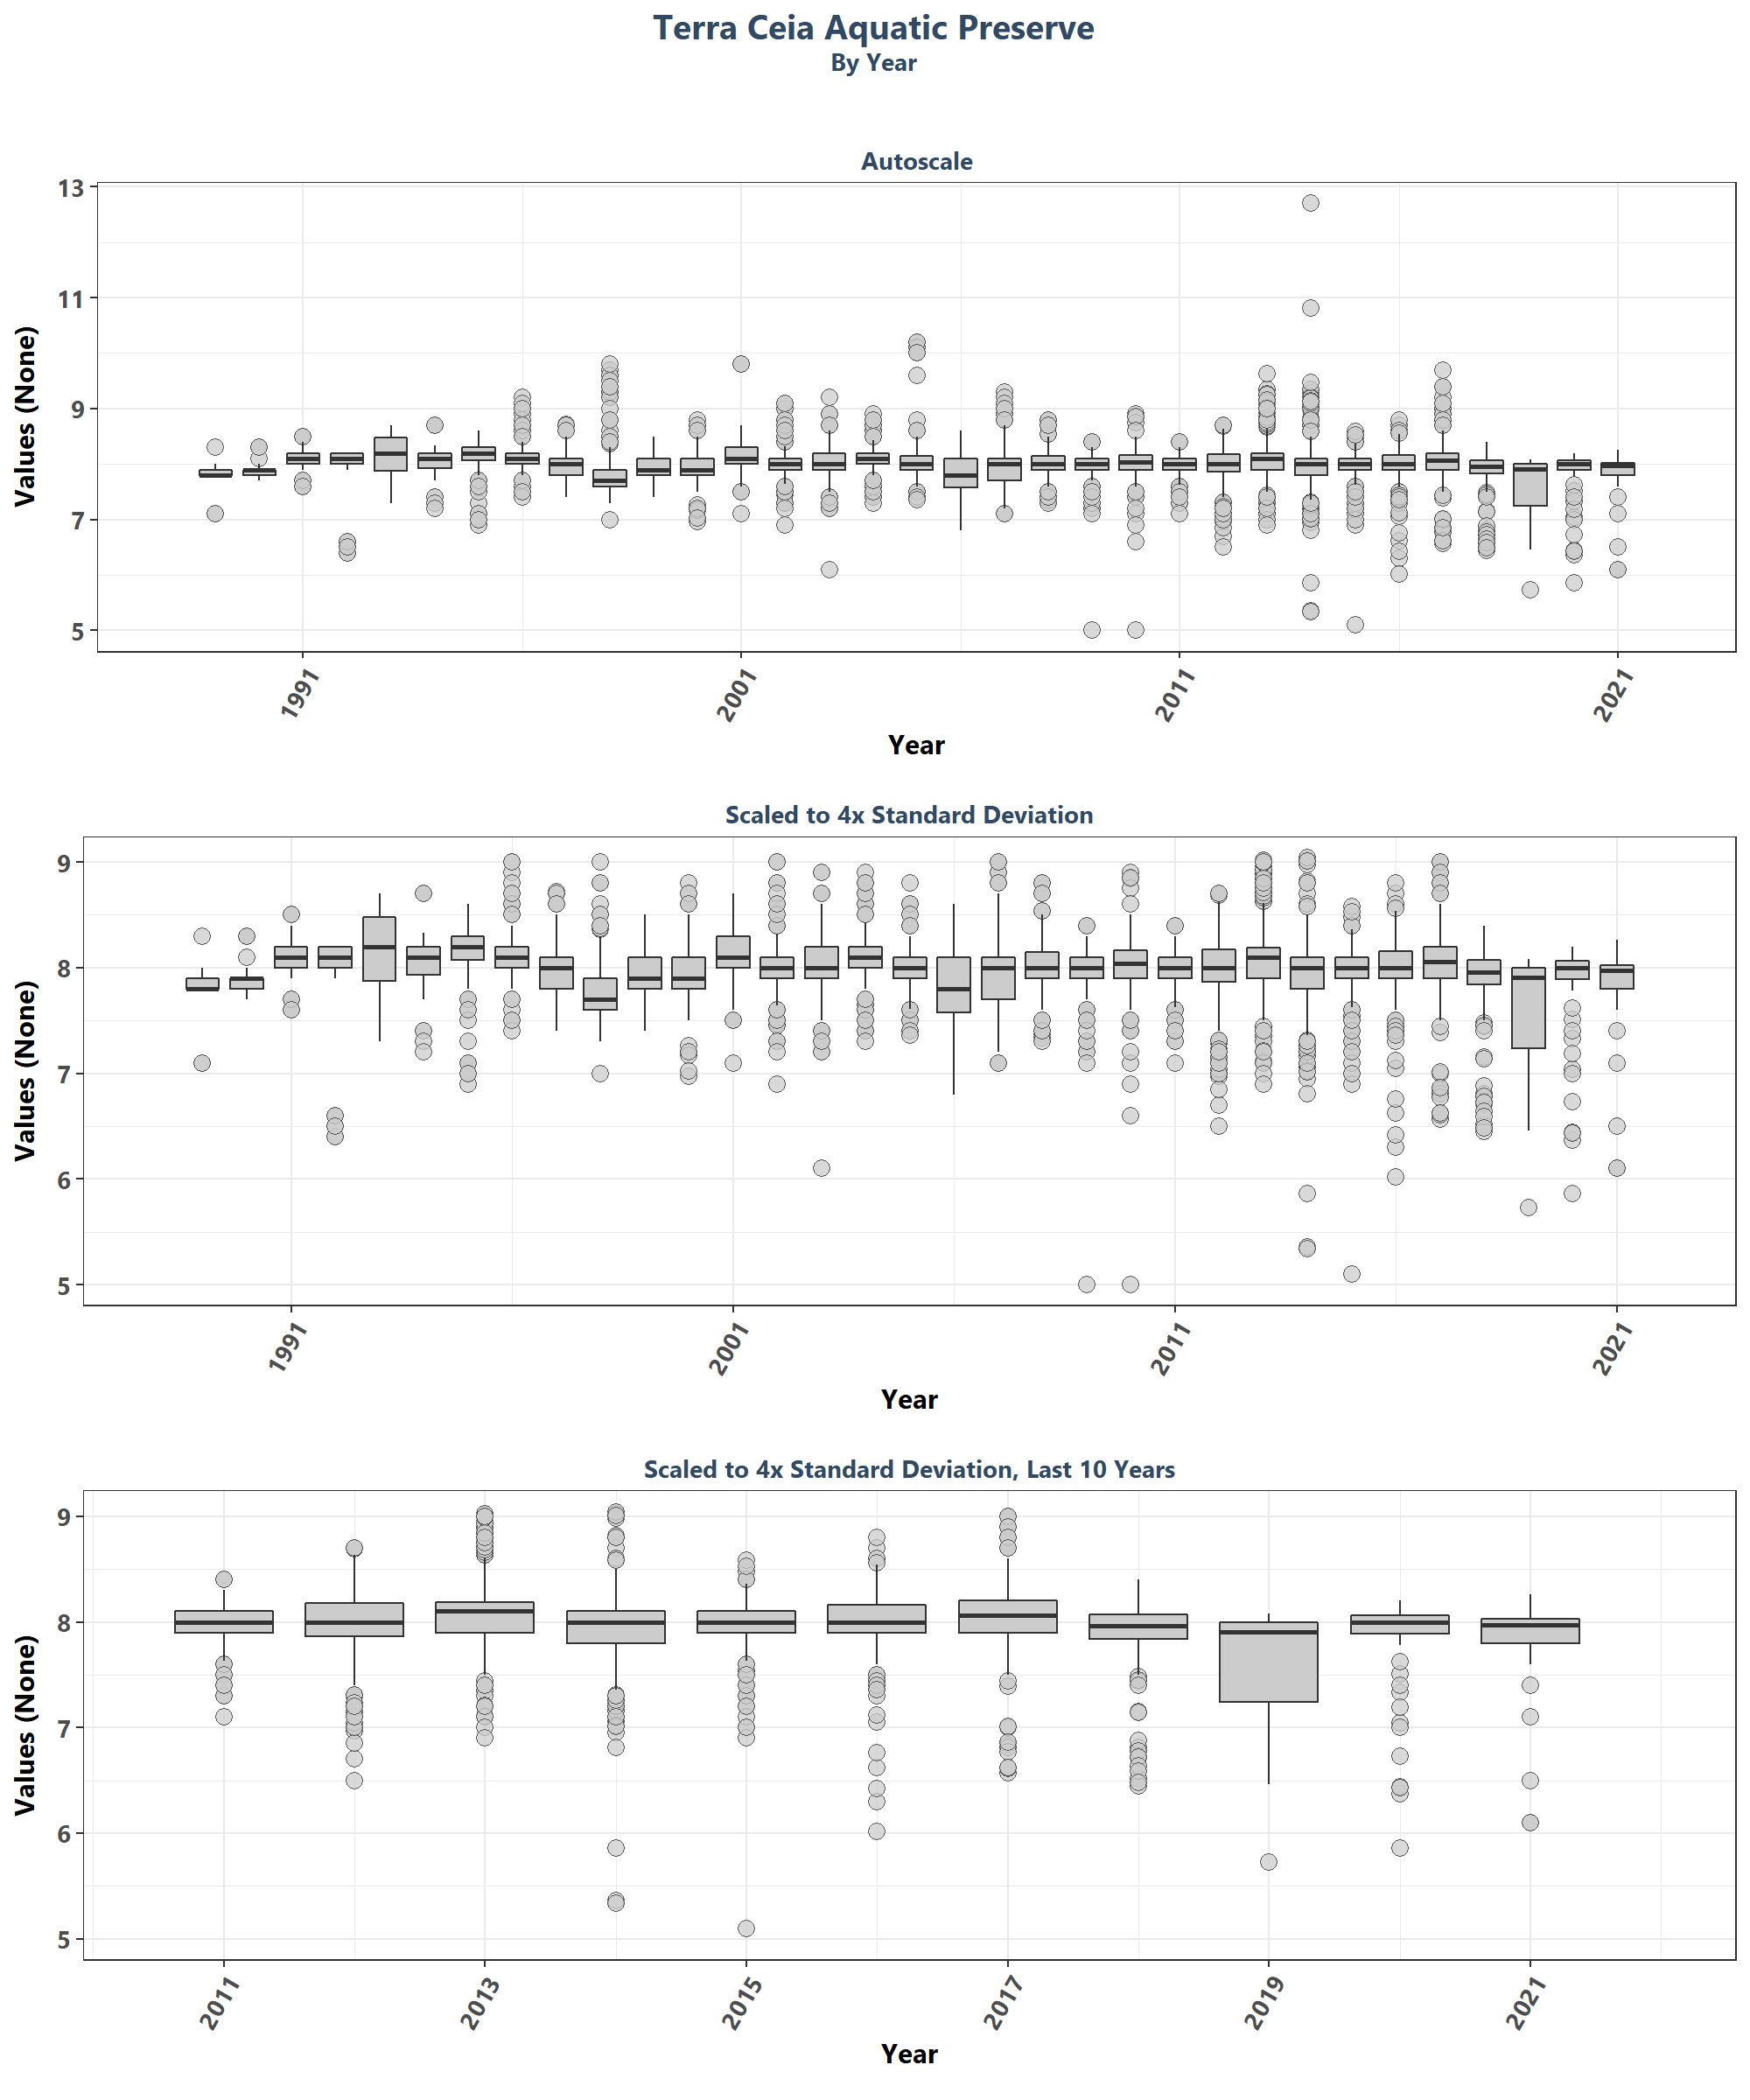 Terra Ceia Aquatic Preserve
By Year
Autoscale
Values (None)
13
11
9
7
5
1991
2001
2011
2021
Year
Scaled to 4x Standard Deviation
Values (None)
9
8
7
6
5
1991
2001
2011
2021
Year
Scaled to 4x Standard Deviation, Last 10 Years
Values (None)
9
8
7
6
5
2011
2013
2015
2017
2019
2021
Year